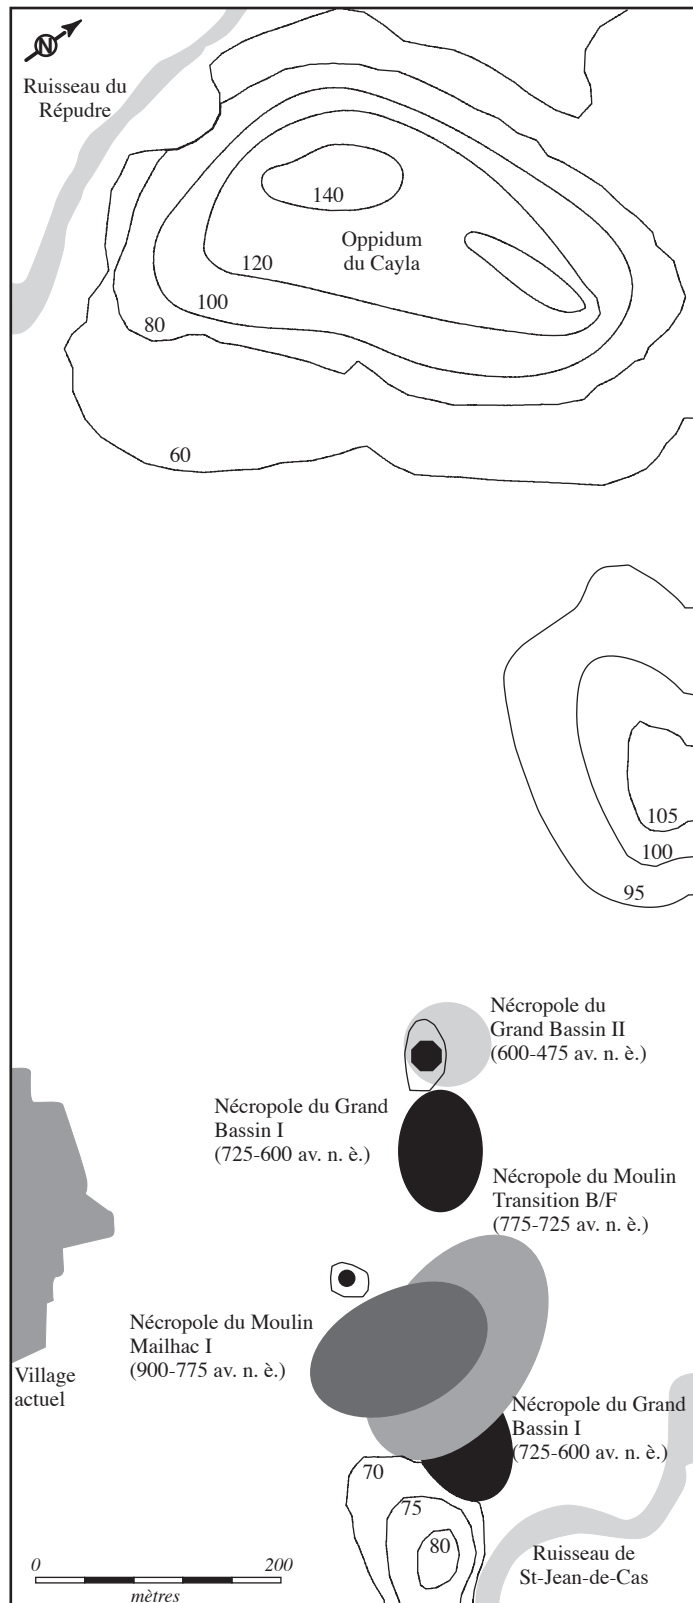 N
Ruisseau du
Répudre
140
Oppidum
du Cayla
120
100
80
60
105
100
95
Nécropole du
Grand Bassin II
(600-475 av. n. è.)
Nécropole du Grand
Bassin I
(725-600 av. n. è.)
Nécropole du Moulin
Transition B/F
(775-725 av. n. è.)
Nécropole du Moulin
Mailhac I
(900-775 av. n. è.)
Village
actuel
Nécropole du Grand
Bassin I
(725-600 av. n. è.)
70
75
80
Ruisseau de
St-Jean-de-Cas
0 200
mètres